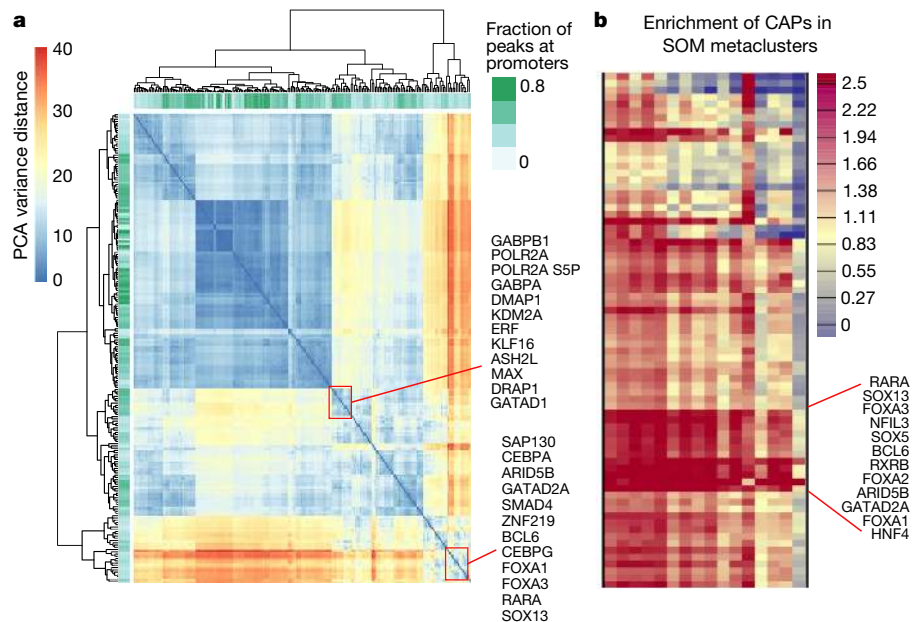 a
PCA variance distance
40
30
20
10
0
Fraction of
peaks at
promoters
0.8
0
GABPB1
POLR2A
POLR2A S5P
GABPA
DMAP1
KDM2A
ERF
KLF16
ASH2L
MAX
DRAP1
GATAD1
SAP130
CEBPA
ARID5B
GATAD2A
SMAD4
ZNF219
BCL6
CEBPG
FOXA1
FOXA3
RARA
SOX13
b
Enrichment of CAPs in
SOM metaclusters
2.5
2.22
1.94
1.66
1.38
1.11
0.83
0.55
0.27
0
RARA
SOX13
FOXA3
NFIL3
SOX5
BCL6
RXRB
FOXA2
ARID5B
GATAD2A
FOXA1
HNF4